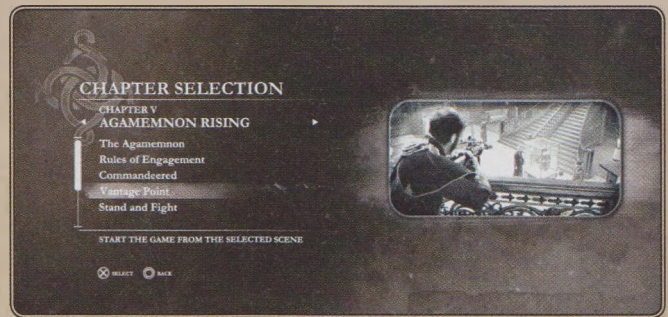 CHAPTER SELECTION
CHAPTER V
AGAMEMNON RISING
The Agamemnon
Rules of Engagement
Commandeered
Vantage Point
Stand and Fight
START THE GAME FROM THE SELECTED SCENE
SELECT BACK